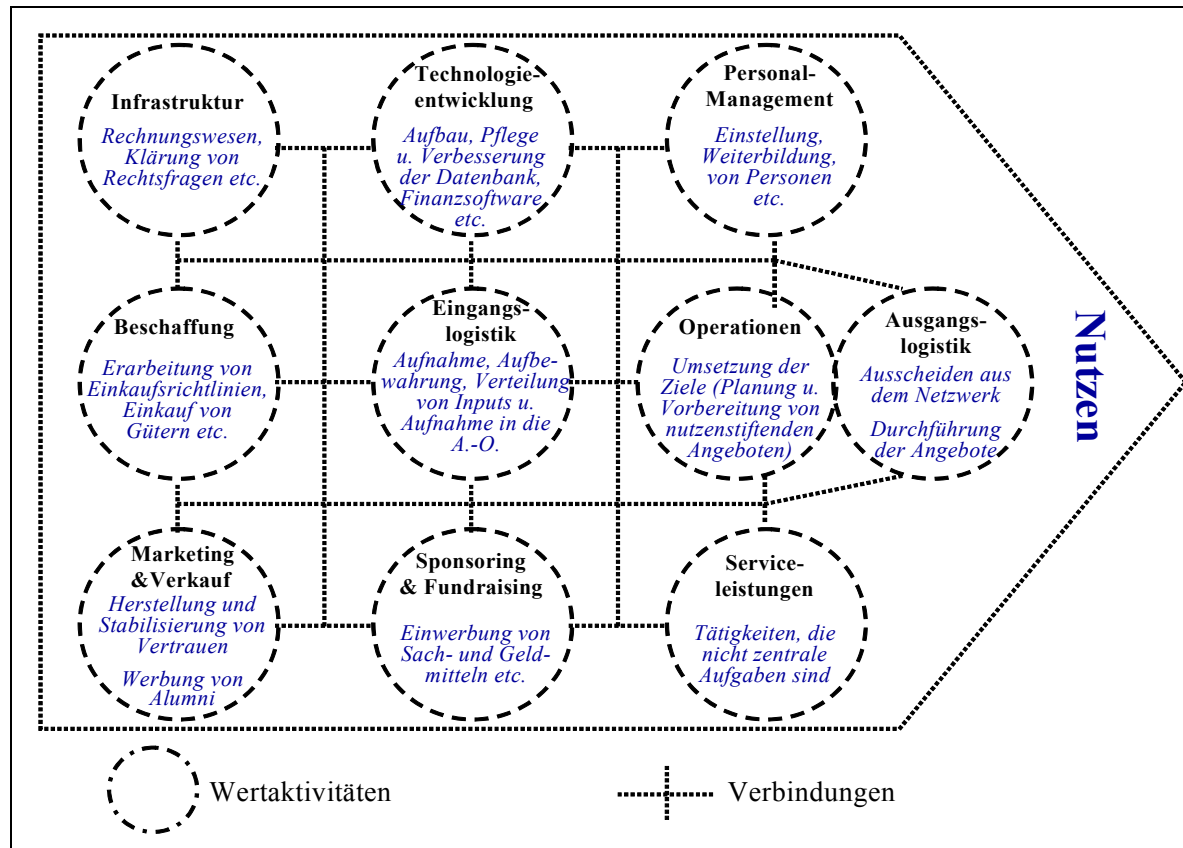 Infrastruktur
Rechnungswesen,
Klärung von
Rechtsfragen etc.
Technologie-
entwicklung
Aufbau, Pflege
u. Verbesserung
der Datenbank,
Finanzsoftware
etc.
Personal-
Management
Einstellung,
Weiterbildung,
von Personen
etc.
Beschaffung
Erarbeitung von
Einkaufsrichtlinien,
Einkauf von
Gütern etc.
Eingangs-
logistik
Aufnahme, Aufbe-
wahrung, Verteilung
von Inputs u.
Aufnahme in die
A.-O.
Operationen
Umsetzung der
Ziele (Planung u.
Vorbereitung von
nutzenstiftenden
Angeboten)
Ausgangs-
logistik
Ausscheiden aus
dem Netzwerk
Durchführung
der Angebote
Nutzen
Marketing
&Verkauf
Herstellung und
Stabilisierung von
Vertrauen
Werbung von
Alumni
Sponsoring
& Fundraising
Einwerbung von
Sach- und Geld-
mitteln etc.
Service-
leistungen
Tätigkeiten, die
nicht zentrale
Aufgaben sind
Wertaktivitäten
Verbindungen